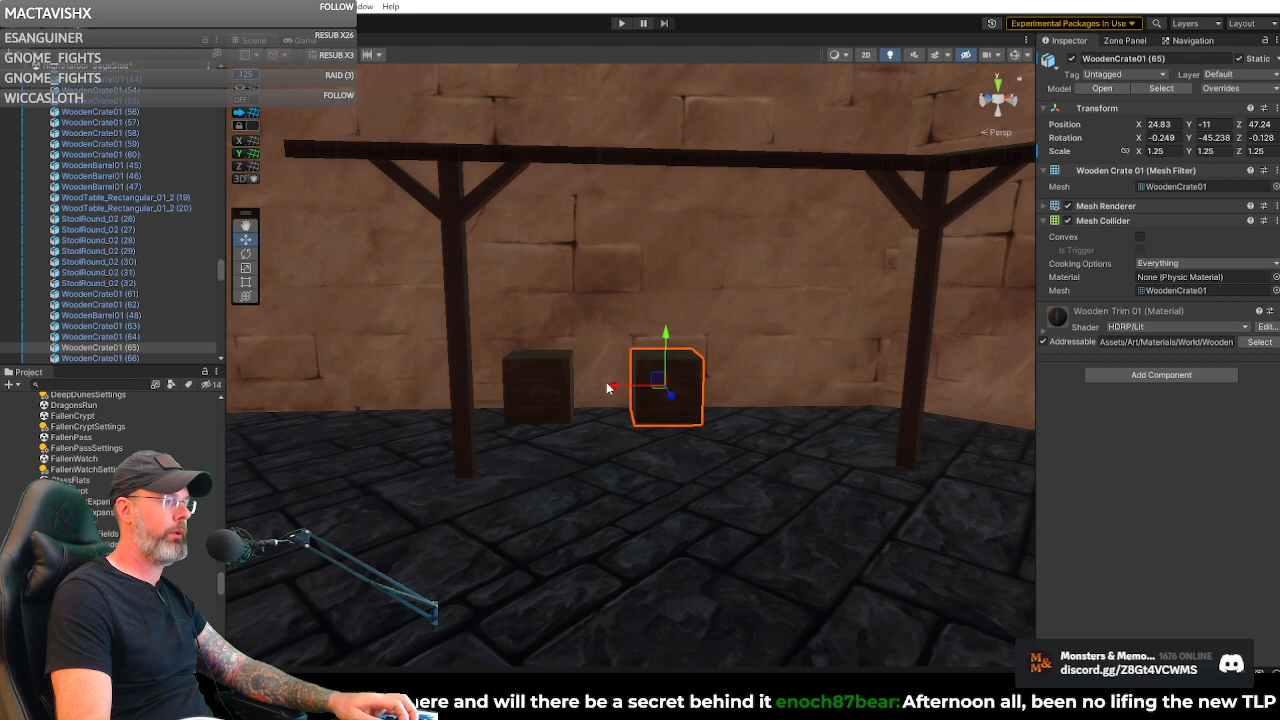 MACTAVISHX FOLLOW
ESANGUINER RESUB X26
GNOME_FIGHTS RESUB X3
GNOME_FIGHTS RAID (3)
WICCASLOTH FOLLOW
Help
Experimental Packages In Use
Layers
Layout
Inspector
Zone Panel
Navigation
2D
125
X
Y
Z
3D
Persp
WoodenCrate01 (56)
WoodenCrate01 (57)
WoodenCrate01 (58)
WoodenCrate01 (59)
WoodenCrate01 (60)
WoodenBarrel01 (45)
WoodenBarrel01 (46)
WoodenBarrel01 (47)
WoodTable_Rectangular_01_2 (19)
WoodTable_Rectangular_01_2 (20)
StoolRound_02 (26)
StoolRound_02 (27)
StoolRound_02 (28)
StoolRound_02 (29)
StoolRound_02 (30)
StoolRound_02 (31)
StoolRound_02 (32)
WoodenCrate01 (61)
WoodenCrate01 (62)
WoodenBarrel01 (48)
WoodenCrate01 (63)
WoodenCrate01 (64)
WoodenCrate01 (65)
WoodenCrate01 (66)
Project
14
DeepDunesSettings
DragonsRun
FallenCrypt
FallenCryptSettings
FallenPass
FallenPassSettings
FallenWatch
FallenWatchSetti
WoodenCrate01 (65) Static
Tag Untagged Layer Default
Model Open Select Overrides
Transform
Position X 24.83 Y -11 Z 47.24
Rotation X -0.249 Y -45.238 Z -0.128
Scale X 1.25 Y 1.25 Z 1.25
Wooden Crate 01 (Mesh Filter)
Mesh WoodenCrate01
Mesh Renderer
Mesh Collider
Convex
Is Trigger
Cooking Options Everything
Material None (Physic Material)
Mesh WoodenCrate01
Wooden Trim 01 (Material)
Shader HDRP/Lit Edit...
Addressable Assets/Art/Materials/World/Wooden Select
Add Component
Monsters & Memo... 1676 ONLINE
discord.gg/Z8Gt4VCWMS
here and will there be a secret behind it enoch87bear: Afternoon all, been no lifing the new TLP